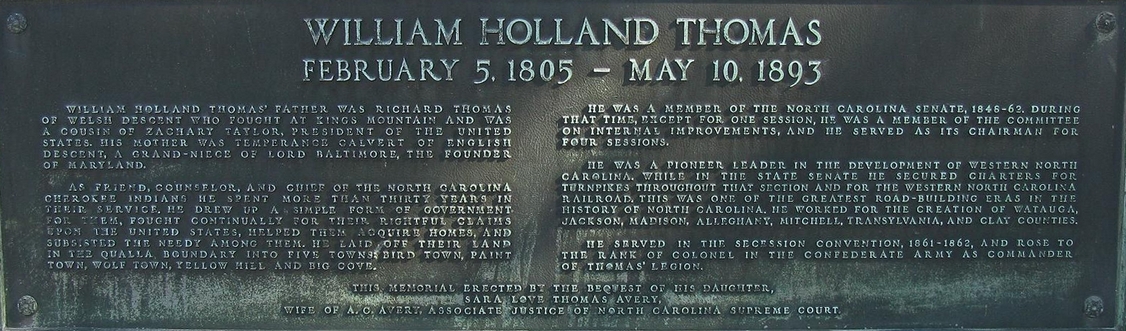 WILLIAM HOLLAND THOMAS
FEBRUARY 5, 1805 – MAY 10, 1893
WILLIAM HOLLAND THOMAS' FATHER WAS RICHARD THOMAS
OF WELSH DESCENT WHO FOUGHT AT KINGS MOUNTAIN AND WAS
A COUSIN OF ZACHARY TAYLOR, PRESIDENT OF THE UNITED
STATES. HIS MOTHER WAS TEMPERANCE CALVERT OF ENGLISH
DESCENT, A GRAND-NIECE OF LORD BALTIMORE, THE FOUNDER
OF MARYLAND.
AS FRIEND, COUNSELOR, AND CHIEF OF THE NORTH CAROLINA
CHEROKEE INDIANS HE SPENT MORE THAN THIRTY YEARS IN
THEIR SERVICE. HE DREW UP A SIMPLE FORM OF GOVERNMENT
FOR THEM, FOUGHT CONTINUALLY FOR THEIR RIGHTFUL CLAIMS
UPON THE UNITED STATES, HELPED THEM ACQUIRE HOMES, AND
SUBSISTED THE NEEDY AMONG THEM. HE LAID OFF THEIR LAND
IN THE QUALLA BOUNDARY INTO FIVE TOWNS: BIRD TOWN, PAINT
TOWN, WOLF TOWN, YELLOW HILL AND BIG COVE.
HE WAS A MEMBER OF THE NORTH CAROLINA SENATE, 1848-62. DURING
THAT TIME, EXCEPT FOR ONE SESSION, HE WAS A MEMBER OF THE COMMITTEE
ON INTERNAL IMPROVEMENTS, AND HE SERVED AS ITS CHAIRMAN FOR
FOUR SESSIONS.
HE WAS A PIONEER LEADER IN THE DEVELOPMENT OF WESTERN NORTH
CAROLINA. WHILE IN THE STATE SENATE HE SECURED CHARTERS FOR
TURNPIKES THROUGHOUT THAT SECTION AND FOR THE WESTERN NORTH CAROLINA
RAILROAD. THIS WAS ONE OF THE GREATEST ROAD-BUILDING ERAS IN THE
HISTORY OF NORTH CAROLINA. HE WORKED FOR THE CREATION OF WATAUGA,
JACKSON, MADISON, ALLEGHANY, MITCHELL, TRANSYLVANIA, AND CLAY COUNTIES.
HE SERVED IN THE SECESSION CONVENTION, 1861-1862, AND ROSE TO
THE RANK OF COLONEL IN THE CONFEDERATE ARMY AS COMMANDER
OF THOMAS' LEGION.
THIS MEMORIAL ERECTED BY THE BEQUEST OF HIS DAUGHTER,
SARA LOVE THOMAS AVERY,
WIFE OF A. C. AVERY, ASSOCIATE JUSTICE OF NORTH CAROLINA SUPREME COURT.